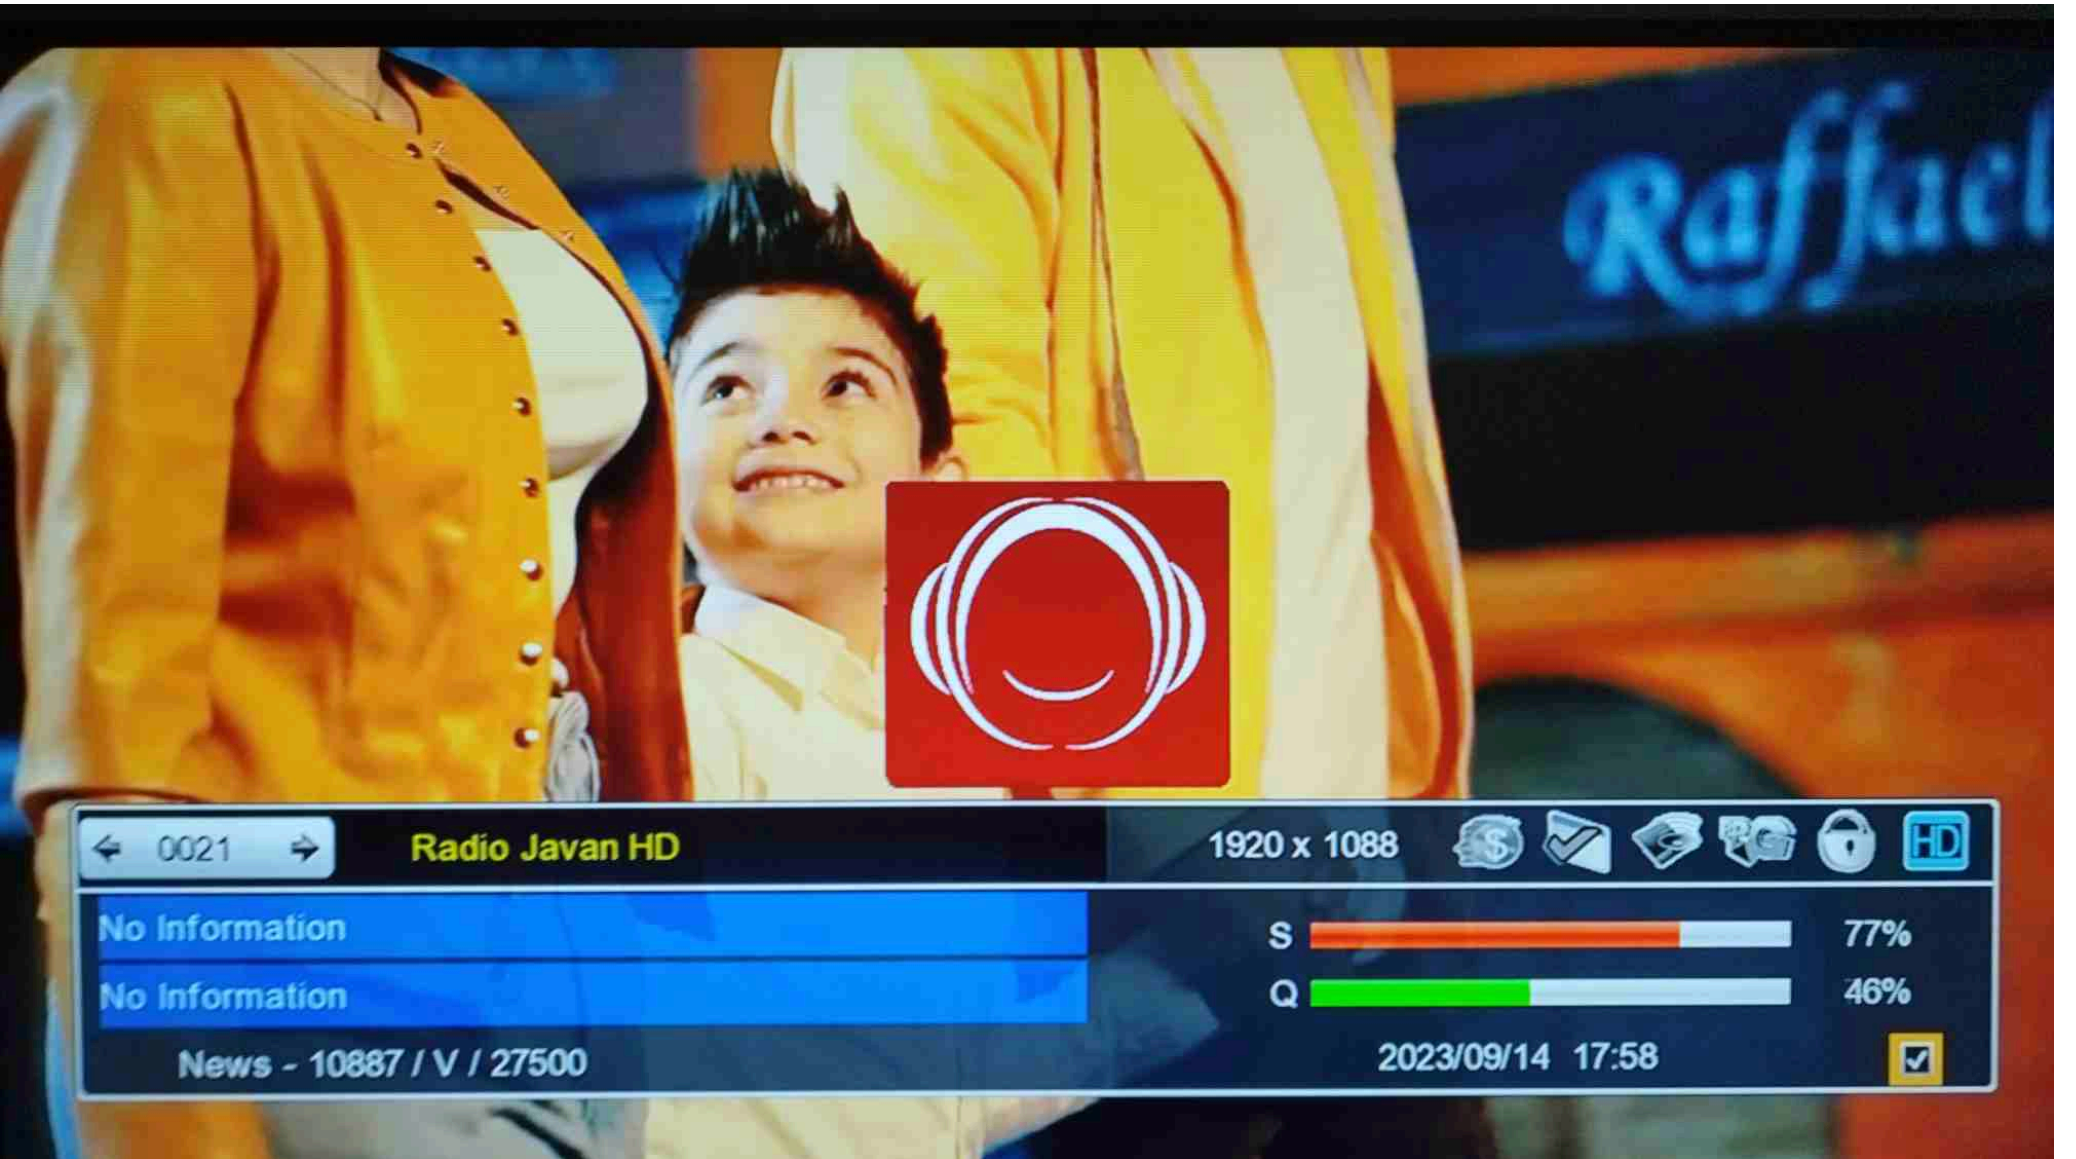 Raffael
0021 Radio Javan HD 1920 x 1088 HD
No Information S 77%
No Information Q 46%
News - 10887 / V / 27500 2023/09/14 17:58